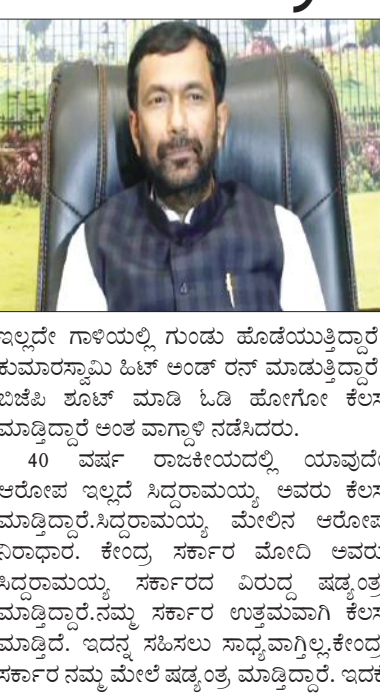 ಇಲ್ಲದೇ ಗಾಳಿಯಲ್ಲಿ ಗುಂಡು ಹೊಡೆಯುತ್ತಿದ್ದಾರೆ
ಕುಮಾರಸ್ವಾಮಿ ಹಿಟ್ ಅಂಡ್ ರನ್ ಮಾಡುತ್ತಿದ್ದಾರೆ
ಬಿಜೆಪಿ ಶೂಟ್ ಮಾಡಿ ಓಡಿ ಹೋಗೋ ಕೆಲಸ
ಮಾಡ್ತಿದ್ದಾರೆ ಅಂತ ವಾಗ್ದಾಳಿ ನಡೆಸಿದರು.
40 ವರ್ಷ ರಾಜಕೀಯದಲ್ಲಿ ಯಾವುದೇ
ಆರೋಪ ಇಲ್ಲದೆ ಸಿದ್ದರಾಮಯ್ಯ ಅವರು ಕೆಲಸ
ಮಾಡ್ತಿದ್ದಾರೆ.ಸಿದ್ದರಾಮಯ್ಯ ಮೇಲಿನ ಆರೋಪ
ನಿರಾಧಾರ. ಕೇಂದ್ರ ಸರ್ಕಾರ ಮೋದಿ ಅವರು
ಸಿದ್ದರಾಮಯ್ಯ ಸರ್ಕಾರದ ವಿರುದ್ದ ಷಡ್ಯಂತ್ರ
ಮಾಡ್ತಿದ್ದಾರೆ.ನಮ್ಮ ಸರ್ಕಾರ ಉತ್ತಮವಾಗಿ ಕೆಲಸ
ಮಾಡ್ತಿದೆ. ಇದನ್ನ ಸಹಿಸಲು ಸಾಧ್ಯವಾಗ್ತಿಲ್ಲ.ಕೇಂದ್ರ
ಸರ್ಕಾರ ನಮ್ಮ ಮೇಲೆ ಷಡ್ಯಂತ್ರ ಮಾಡ್ತಿದ್ದಾರೆ.